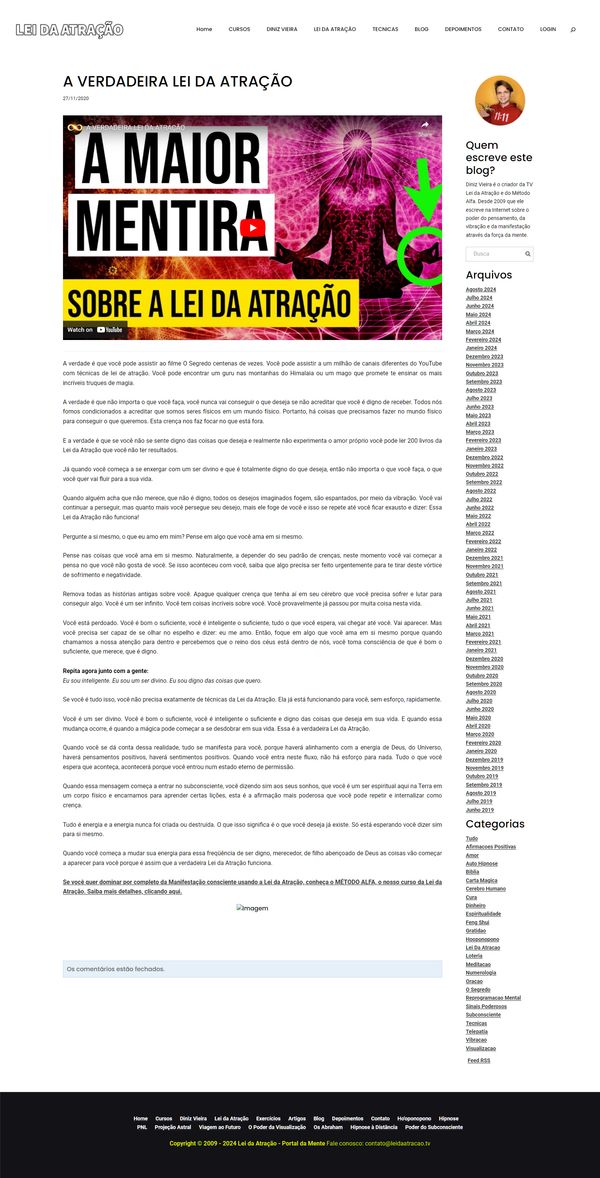 LEI DA ATRAÇÃO
Home CURSOS DINIZ VIEIRA LEI DA ATRAÇÃO TECNICAS BLOG DEPOIMENTOS CONTATO LOGIN
A VERDADEIRA LEI DA ATRAÇÃO
27/11/2020
A VERDADEIRA LEI DA ATRAÇÃO
Share
A MAIOR
MENTIRA
SOBRE A LEI DA ATRAÇÃO
Watch on YouTube
A verdade é que você pode assistir ao filme O Segredo centenas de vezes. Você pode assistir a um milhão de canais diferentes do YouTube
com técnicas de lei de atração. Você pode encontrar um guru nas montanhas do Himalaia ou um mago que promete te ensinar os mais
incríveis truques de magia.
A verdade é que não importa o que você faça, você nunca vai conseguir o que deseja se não acreditar que você é digno de receber. Todos nós
fomos condicionados a acreditar que somos seres físicos em um mundo físico. Portanto, há coisas que precisamos fazer no mundo físico
para conseguir o que queremos. Esta crença nos faz focar no que está fora.
E a verdade é que se você não se sente digno das coisas que deseja e realmente não experimenta o amor próprio você pode ler 200 livros da
Lei da Atração que você não ter resultados.
Já quando você começa a se enxergar com um ser divino e que é totalmente digno do que deseja, então não importa o que você faça, o que
você quer vai fluir para a sua vida.
Quando alguém acha que não merece, que não é digno, todos os desejos imaginados fogem, são espantados, por meio da vibração. Você vai
continuar a perseguir, mas quanto mais você persegue seu desejo, mais ele foge de você e isso se repete até você ficar exausto e dizer: Essa
Lei da Atração não funciona!
Pergunte a si mesmo, o que eu amo em mim? Pense em algo que você ama em si mesmo.
Pense nas coisas que você ama em si mesmo. Naturalmente, a depender do seu padrão de crenças, neste momento você vai começar a
pensa no que você não gosta de você. Se isso aconteceu com você, saiba que algo precisa ser feito urgentemente para te tirar deste vórtice
de sofrimento e negatividade.
Remova todas as histórias antigas sobre você. Apague qualquer crença que tenha aí em seu cérebro que você precisa sofrer e lutar para
conseguir algo. Você é um ser infinito. Você tem coisas incríveis sobre você. Você provavelmente já passou por muita coisa nesta vida.
Você está perdoado. Você é bom o suficiente, você é inteligente o suficiente, tudo o que você espera, vai chegar até você. Vai aparecer. Mas
você precisa ser capaz de se olhar no espelho e dizer: eu me amo. Então, foque em algo que você ama em si mesmo porque quando
chamamos a nossa atenção para dentro e percebemos que o reino dos céus está dentro de nós, você toma consciência de que é bom o
suficiente, que merece, que é digno.
Repita agora junto com a gente:
Eu sou inteligente. Eu sou um ser divino. Eu sou digno das coisas que quero.
Se você é tudo isso, você não precisa exatamente de técnicas da Lei da Atração. Ela já está funcionando para você, sem esforço, rapidamente.
Você é um ser divino. Você é bom o suficiente, você é inteligente o suficiente e digno das coisas que deseja em sua vida. E quando essa
mudança ocorre, é quando a mágica pode começar a se desdobrar em sua vida. Essa é a verdadeira Lei da Atração.
Quando você se dá conta dessa realidade, tudo se manifesta para você, porque haverá alinhamento com a energia de Deus, do Universo,
haverá pensamentos positivos, haverá sentimentos positivos. Quando você entra neste fluxo, não há esforço para nada. Tudo o que você
espera que aconteça, acontecerá porque você entrou num estado eterno de permissão.
Quando essa mensagem começa a entrar no subconsciente, você dizendo sim aos seus sonhos, que você é um ser espiritual aqui na Terra em
um corpo físico e encarnamos para aprender certas lições, esta é a afirmação mais poderosa que você pode repetir e internalizar como
crença.
Tudo é energia e a energia nunca foi criada ou destruída. O que isso significa é o que você deseja já existe. Só está esperando você dizer sim
para si mesmo.
Quando você começa a mudar sua energia para essa freqüência de ser digno, merecedor, de filho abençoado de Deus as coisas vão começar
a aparecer para você porque é assim que a verdadeira Lei da Atração funciona.
Se você quer dominar por completo da Manifestação consciente usando a Lei da Atração, conheça o MÉTODO ALFA, o nosso curso da Lei da
Atração. Saiba mais detalhes, clicando aqui.
Imagem
Os comentários estão fechados.
11:11
Quem
escreve este
blog?
Diniz Vieira é o criador da TV
Lei da Atração e do Método
Alfa. Desde 2009 que ele
escreve na Internet sobre o
poder do pensamento, da
vibração e da manifestação
através da força da mente.
Busca
Arquivos
Agosto 2024
Julho 2024
Junho 2024
Maio 2024
Abril 2024
Março 2024
Fevereiro 2024
Janeiro 2024
Dezembro 2023
Novembro 2023
Outubro 2023
Setembro 2023
Agosto 2023
Julho 2023
Junho 2023
Maio 2023
Abril 2023
Março 2023
Fevereiro 2023
Janeiro 2023
Dezembro 2022
Novembro 2022
Outubro 2022
Setembro 2022
Agosto 2022
Julho 2022
Junho 2022
Maio 2022
Abril 2022
Março 2022
Fevereiro 2022
Janeiro 2022
Dezembro 2021
Novembro 2021
Outubro 2021
Setembro 2021
Agosto 2021
Julho 2021
Junho 2021
Maio 2021
Abril 2021
Março 2021
Fevereiro 2021
Janeiro 2021
Dezembro 2020
Novembro 2020
Outubro 2020
Setembro 2020
Agosto 2020
Julho 2020
Junho 2020
Maio 2020
Abril 2020
Março 2020
Fevereiro 2020
Janeiro 2020
Dezembro 2019
Novembro 2019
Outubro 2019
Setembro 2019
Agosto 2019
Julho 2019
Junho 2019
Categorias
Tudo
Afirmacoes Positivas
Amor
Auto Hipnose
Biblia
Carta Magica
Cerebro Humano
Cura
Dinheiro
Espiritualidade
Feng Shui
Gratidao
Hooponopono
Lei Da Atracao
Loteria
Meditacao
Numerologia
Oracao
O Segredo
Reprogramacao Mental
Sinais Poderosos
Subconsciente
Tecnicas
Telepatia
Vibracao
Visualizacao
Feed RSS
Home Cursos Diniz Vieira Lei da Atração Exercícios Artigos Blog Depoimentos Contato Ho'oponopono Hipnose
PNL Projeção Astral Viagem ao Futuro O Poder da Visualização Os Abraham Hipnose à Distância Poder do Subconsciente
Copyright © 2009 - 2024 Lei da Atração - Portal da Mente Fale conosco: contato@leidaatracao.tv